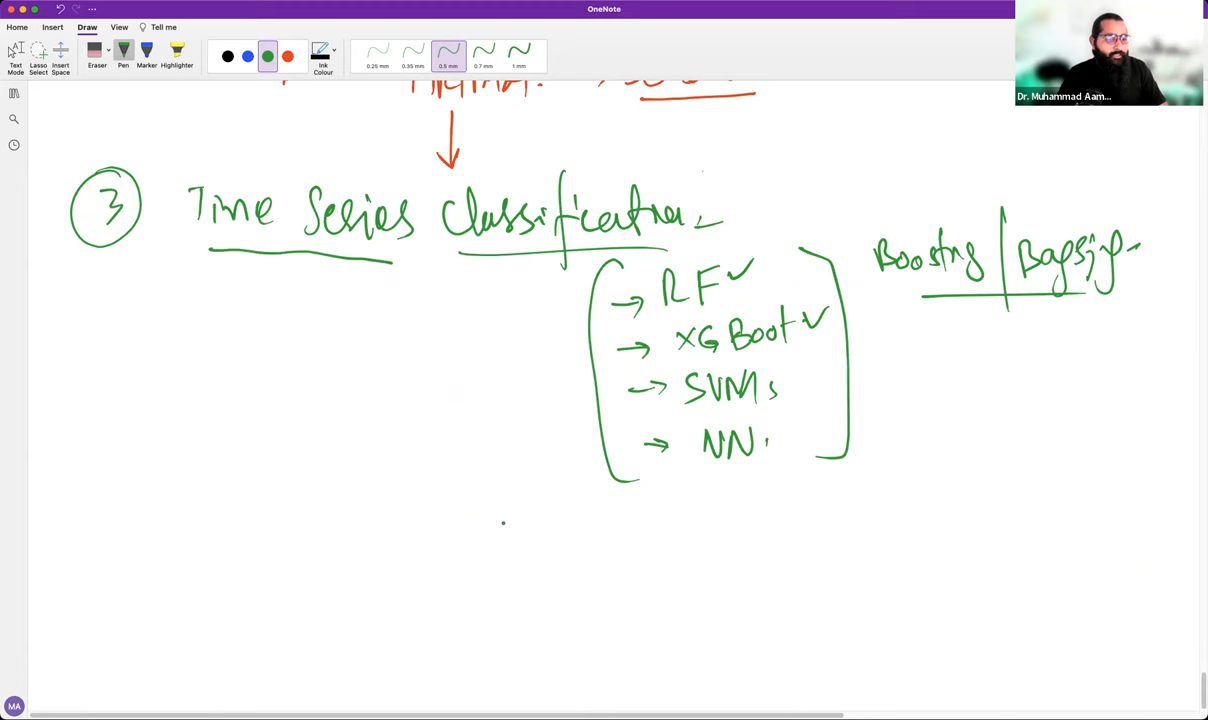 OneNote
Home Insert Draw View Tell me
Text Mode
Lasso Select
Insert Space
Eraser
Pen
Marker
Highlighter
Ink Colour
0.25 mm
0.35 mm
0.5 mm
0.7 mm
1 mm
Dr. Muhammad Aam...
3 Time Series Classification
Boosting | Bagging
→ RF ✓
→ XG Boot ✓
→ SVMs
→ NN
MA